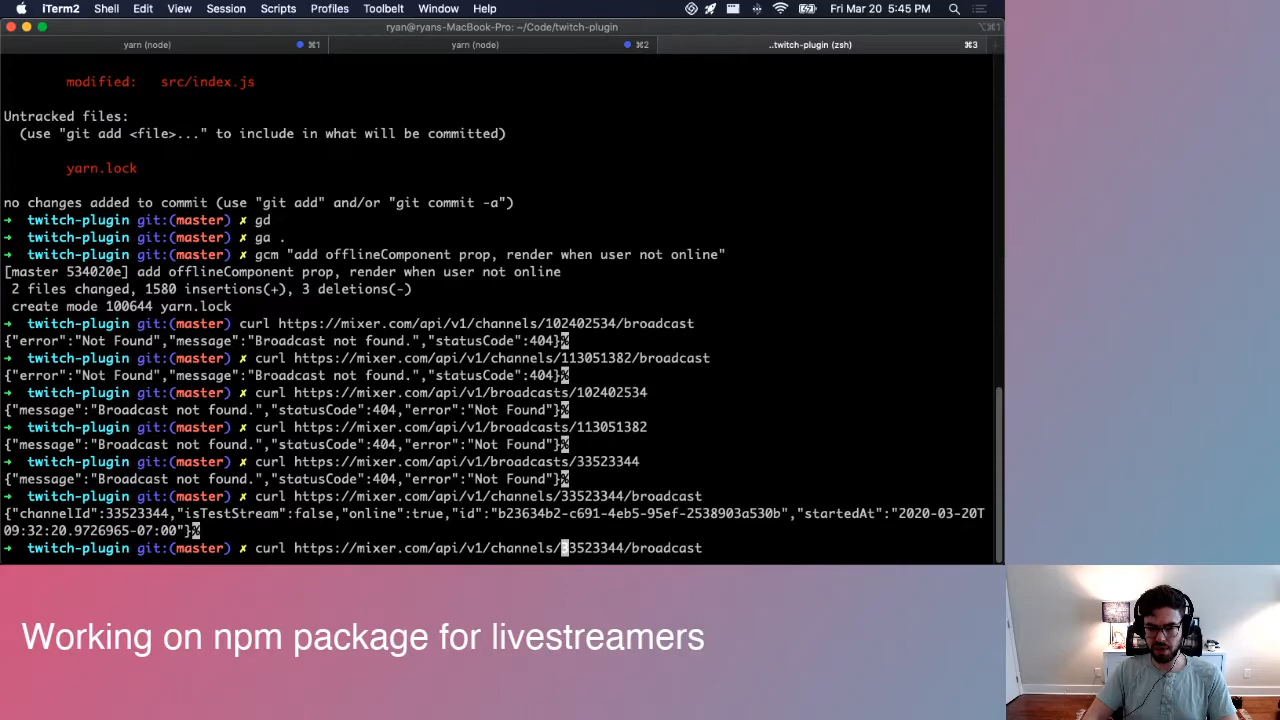 iTerm2 Shell Edit View Session Scripts Profiles Toolbelt Window Help Fri Mar 20 5:45 PM
ryan@ryans-MacBook-Pro: ~/Code/twitch-plugin ⌥⌘1
yarn (node) ⌘1 yarn (node) ⌘2 ..twitch-plugin (zsh) ⌘3
modified: src/index.js
Untracked files:
(use "git add <file>..." to include in what will be committed)
yarn.lock
no changes added to commit (use "git add" and/or "git commit -a")
→ twitch-plugin git:(master) ✗ gd
→ twitch-plugin git:(master) ✗ ga .
→ twitch-plugin git:(master) ✗ gcm "add offlineComponent prop, render when user not online"
[master 534020e] add offlineComponent prop, render when user not online
2 files changed, 1580 insertions(+), 3 deletions(-)
create mode 100644 yarn.lock
→ twitch-plugin git:(master) ✗ curl https://mixer.com/api/v1/channels/102402534/broadcast
{"error":"Not Found","message":"Broadcast not found.","statusCode":404}%
→ twitch-plugin git:(master) ✗ curl https://mixer.com/api/v1/channels/113051382/broadcast
{"error":"Not Found","message":"Broadcast not found.","statusCode":404}%
→ twitch-plugin git:(master) ✗ curl https://mixer.com/api/v1/broadcasts/102402534
{"message":"Broadcast not found.","statusCode":404,"error":"Not Found"}%
→ twitch-plugin git:(master) ✗ curl https://mixer.com/api/v1/broadcasts/113051382
{"message":"Broadcast not found.","statusCode":404,"error":"Not Found"}%
→ twitch-plugin git:(master) ✗ curl https://mixer.com/api/v1/broadcasts/33523344
{"message":"Broadcast not found.","statusCode":404,"error":"Not Found"}%
→ twitch-plugin git:(master) ✗ curl https://mixer.com/api/v1/channels/33523344/broadcast
{"channelId":33523344,"isTestStream":false,"online":true,"id":"b23634b2-c691-4eb5-95ef-2538903a530b","startedAt":"2020-03-20T
09:32:20.9726965-07:00"}%
→ twitch-plugin git:(master) ✗ curl https://mixer.com/api/v1/channels/33523344/broadcast
Working on npm package for livestreamers